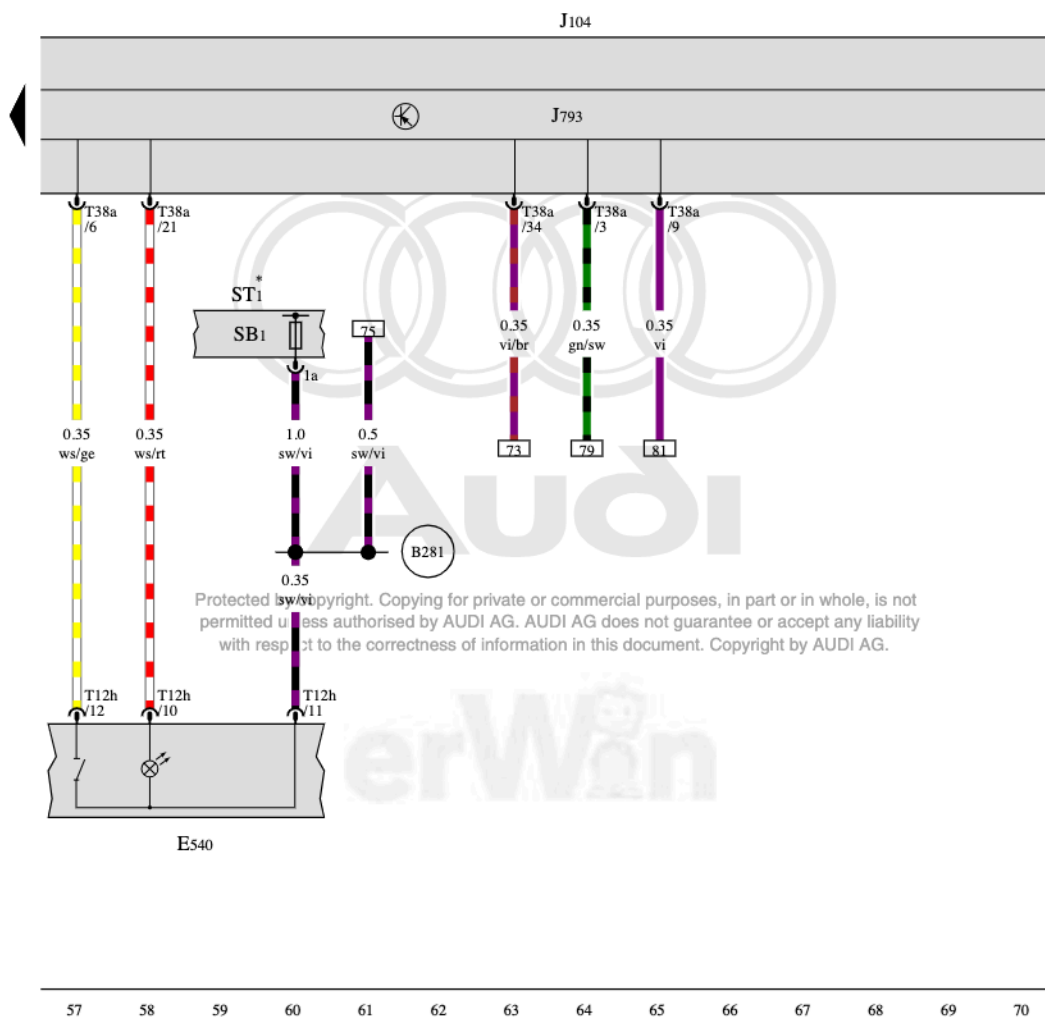 J104
J793
T38a
/6
T38a
/21
T38a
/34
T38a
/3
T38a
/9
ST1*
SB1
75
1a
0.35
vi/br
0.35
gn/sw
0.35
vi
0.35
ws/ge
0.35
ws/rt
1.0
sw/vi
0.5
sw/vi
73
79
81
Audi
B281
0.35
sw/vi
Protected by copyright. Copying for private or commercial purposes, in part or in whole, is not
permitted unless authorised by AUDI AG. AUDI AG does not guarantee or accept any liability
with respect to the correctness of information in this document. Copyright by AUDI AG.
T12h
/12
T12h
/10
T12h
/11
erWin
E540
57 58 59 60 61 62 63 64 65 66 67 68 69 70